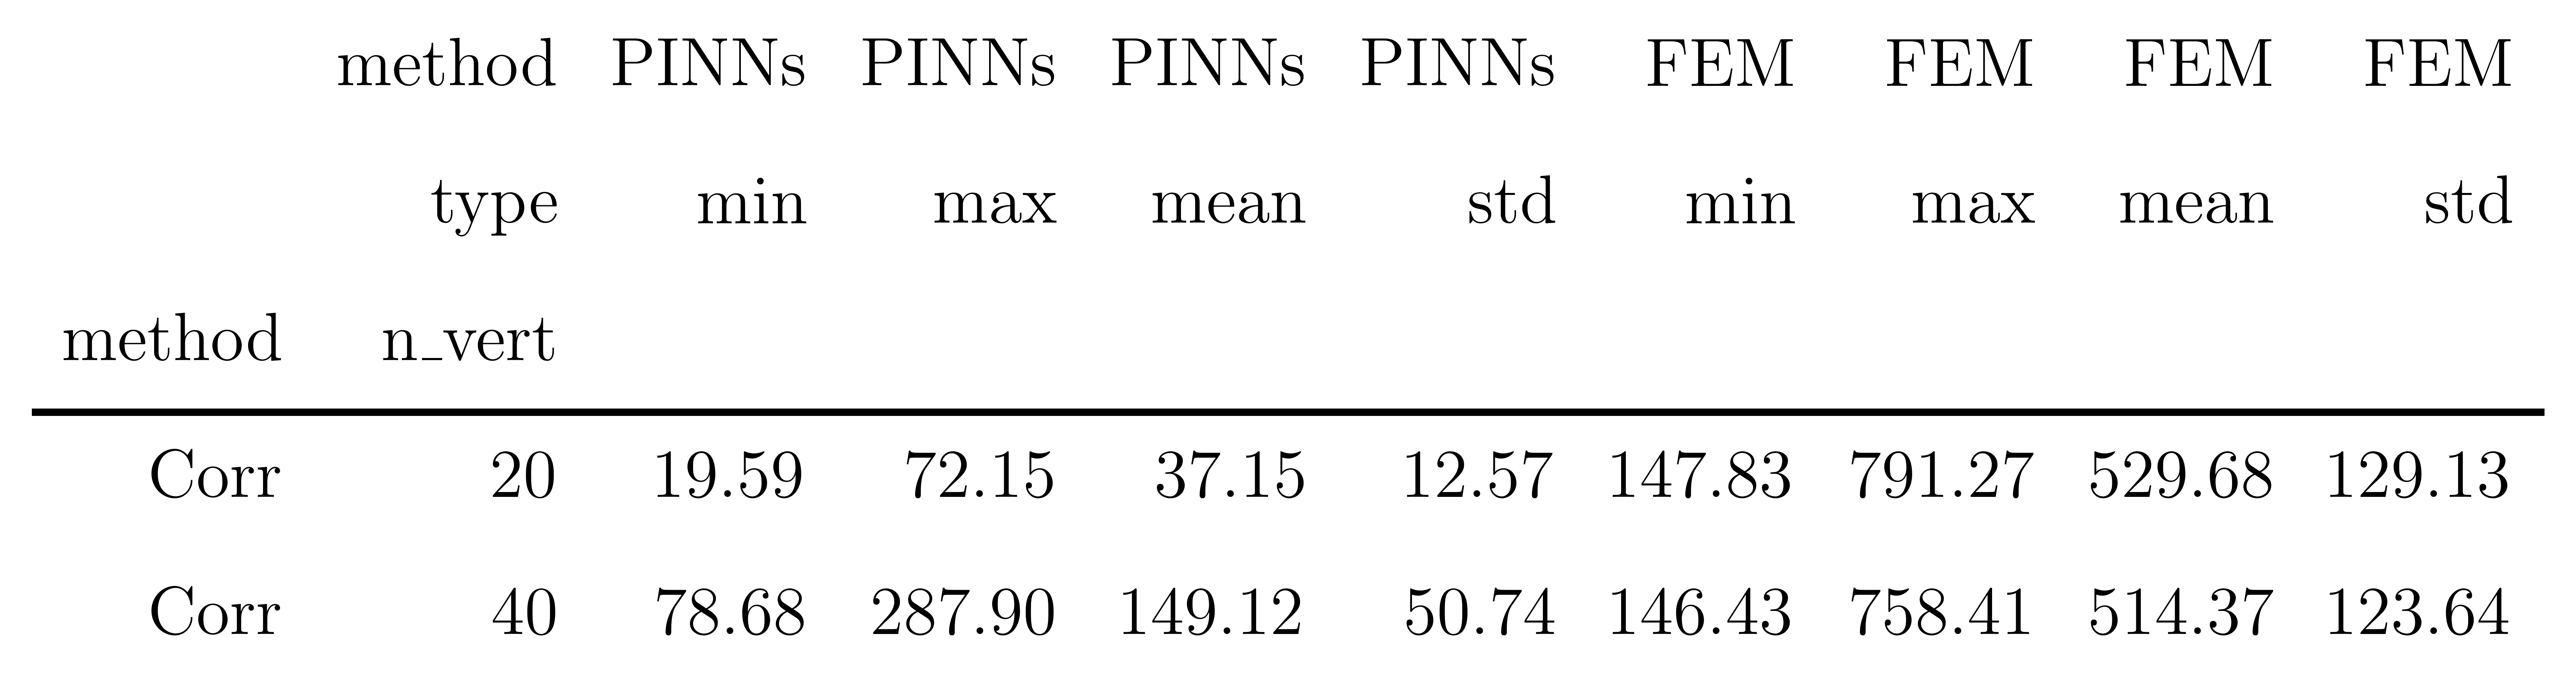 method PINNs PINNs PINNs PINNs FEM FEM FEM FEM
type min max mean std min max mean std
method n_vert
Corr 20 19.59 72.15 37.15 12.57 147.83 791.27 529.68 129.13
Corr 40 78.68 287.90 149.12 50.74 146.43 758.41 514.37 123.64